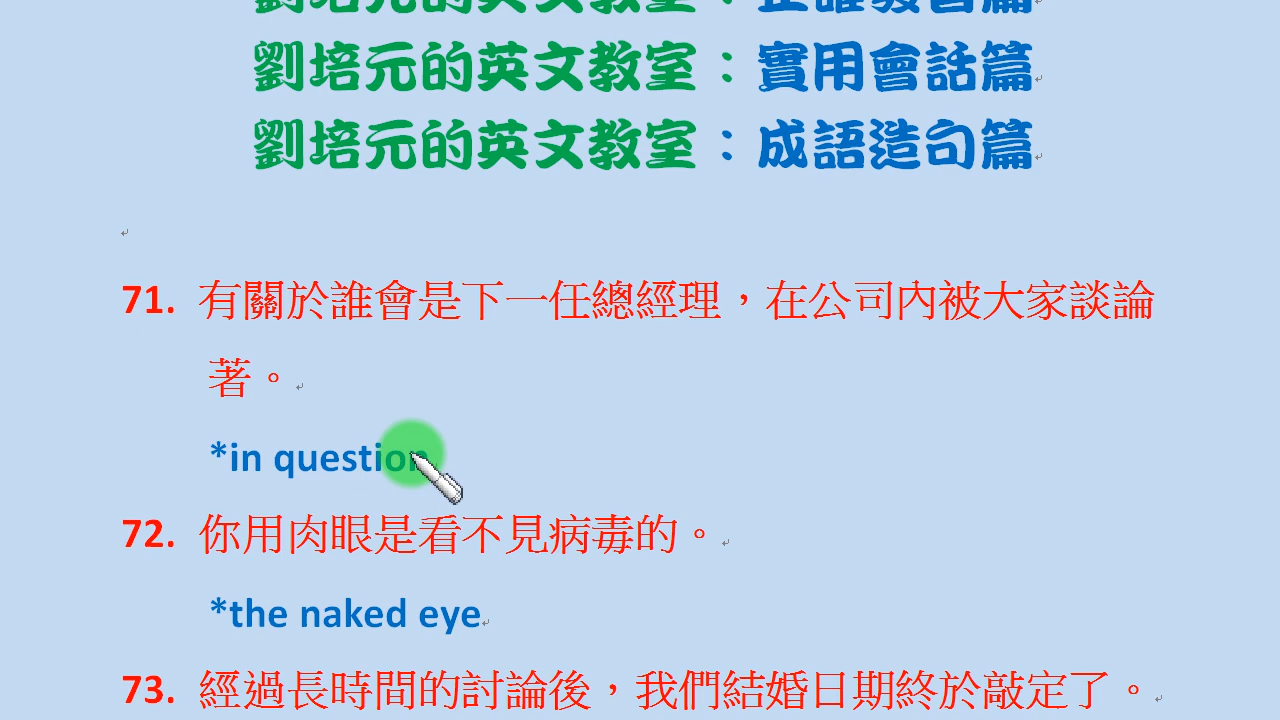 劉培元的英文教室：實用會話篇
劉培元的英文教室：成語造句篇
71. 有關於誰會是下一任總經理，在公司內被大家談論
著。
*in question
72. 你用肉眼是看不見病毒的。
*the naked eye
73. 經過長時間的討論後，我們結婚日期終於敲定了。